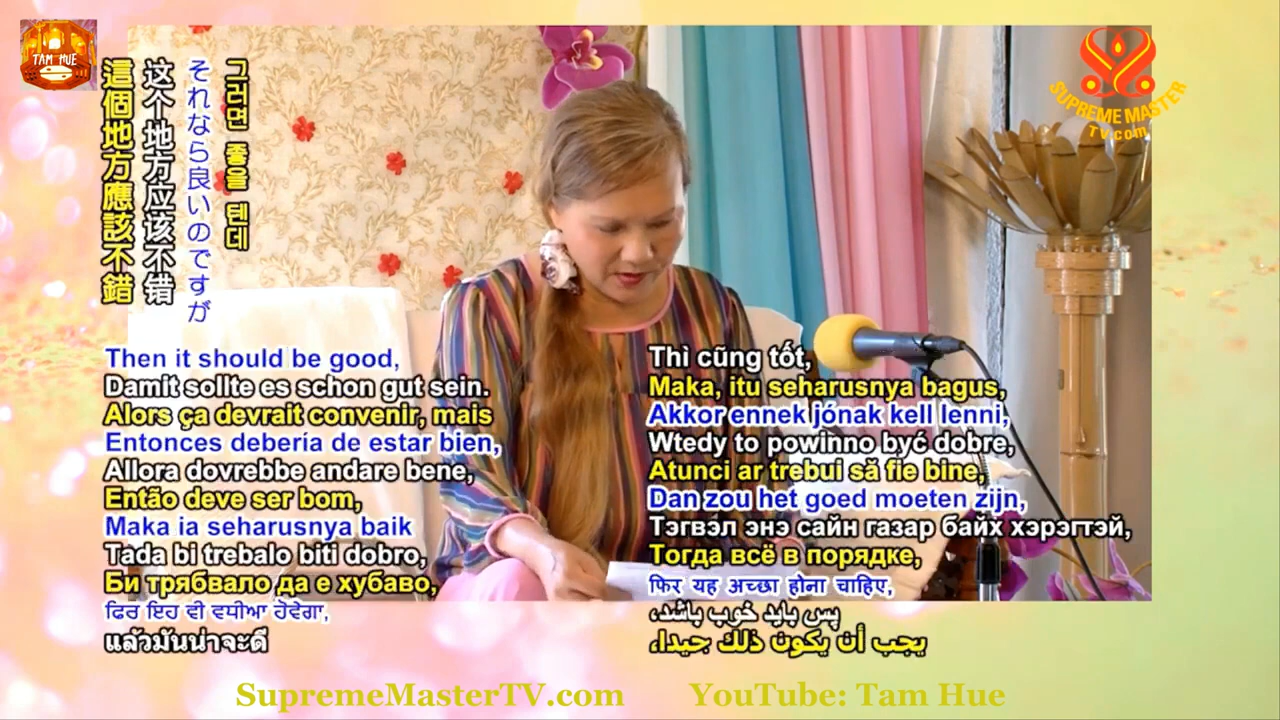 TAM HUE
SUPREME MASTER
TV.com
그러면 좋을 텐데
それなら良いのですが
这个地方应该不错
這個地方應該不錯
Then it should be good,
Damit sollte es schon gut sein.
Alors ça devrait convenir, mais
Entonces debería de estar bien,
Allora dovrebbe andare bene,
Então deve ser bom,
Maka ia seharusnya baik
Tada bi trebalo biti dobro,
Би трябвало да е хубаво,
ਫਿਰ ਇਹ ਵੀ ਵਧੀਆ ਹੋਵੇਗਾ,
แล้วมันน่าจะดี
Thì cũng tốt,
Maka, itu seharusnya bagus,
Akkor ennek jónak kell lenni,
Wtedy to powinno być dobre,
Atunci ar trebui să fie bine,
Dan zou het goed moeten zijn,
Тэгвэл энэ сайн газар байх хэрэгтэй,
Тогда всё в порядке,
फिर यह अच्छा होना चाहिए,
پس باید خوب باشد،
يجب أن يكون ذلك جيدا،
SupremeMasterTV.com YouTube: Tam Hue